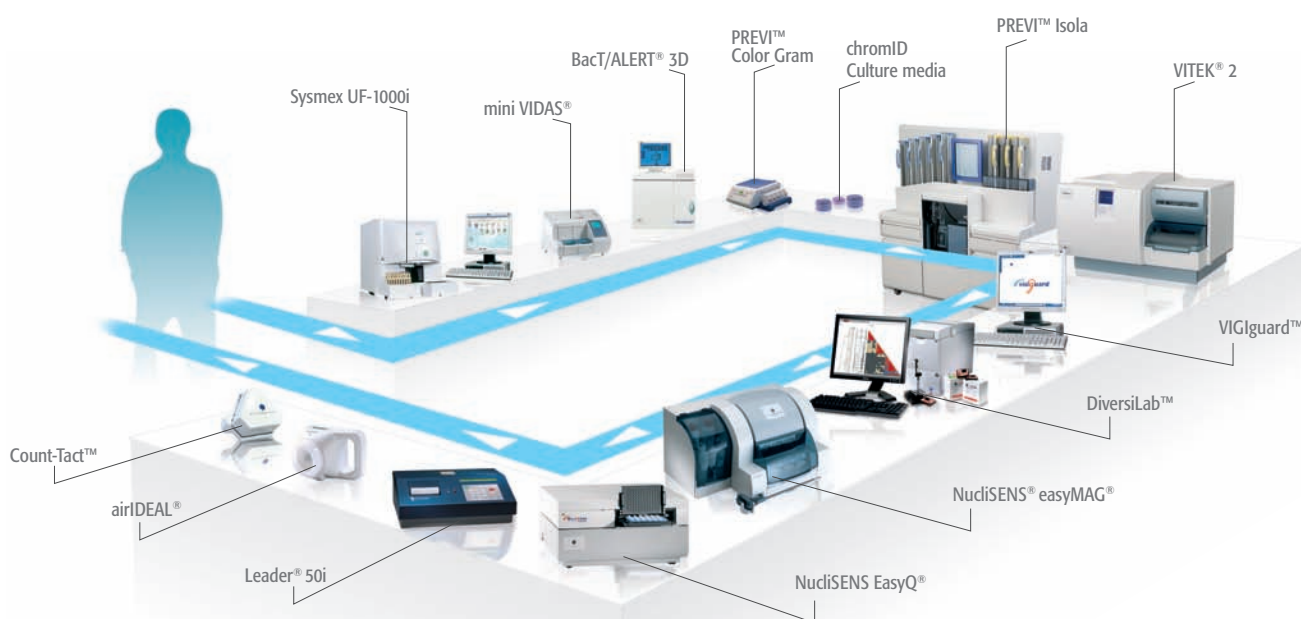 PREVI™ Isola
PREVI™
Color Gram
chromID
Culture media
BacT/ALERT® 3D
VITEK® 2
Sysmex UF-1000i
mini VIDAS®
vigiguard
VIGIguard™
DiversiLab™
Count-Tact™
airIDEAL®
NucliSENS® easyMAG®
Leader® 50i
NucliSENS EasyQ®